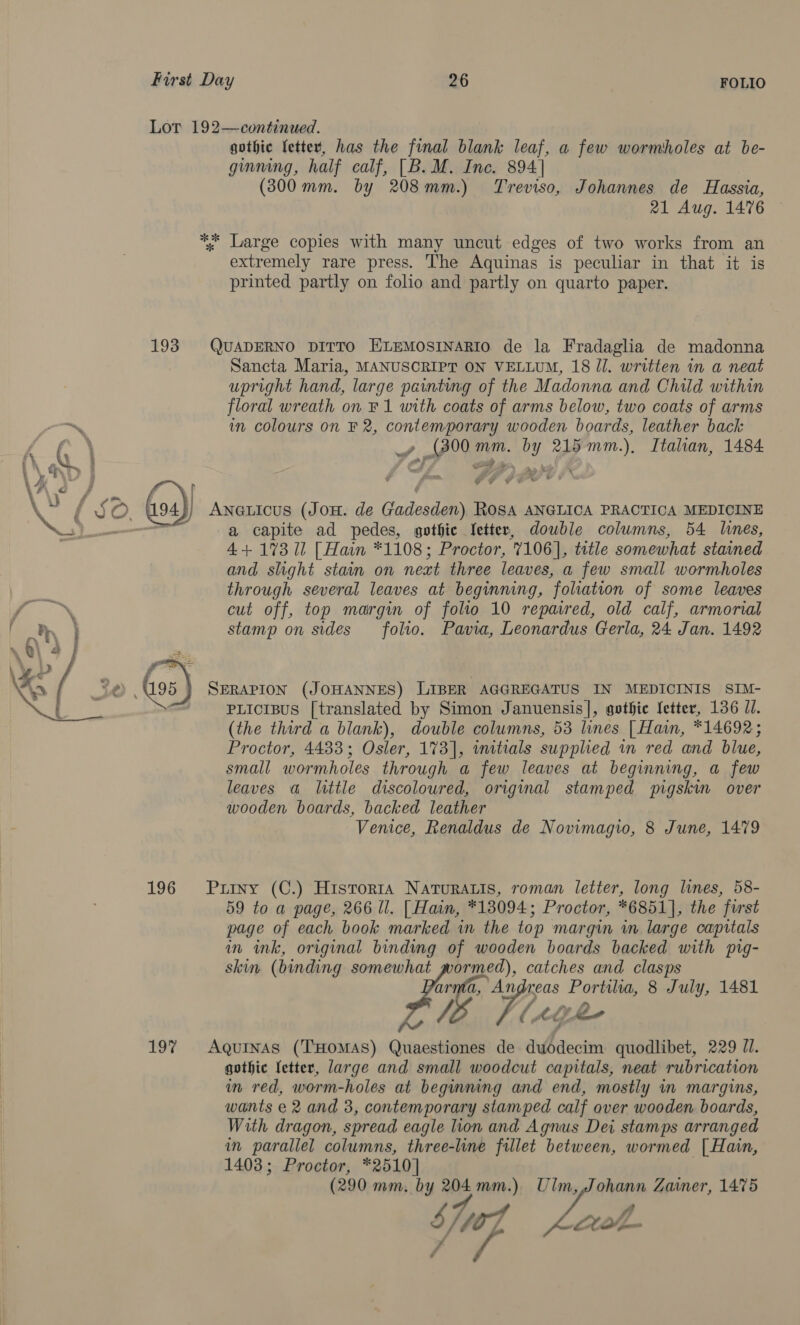 First Day 26 FOLIO
Lot 192—continued.
gothic letter, has the final blank leaf, a few wormholes at be-
ginning, half calf, [B. M. Inc. 894]
(300 mm. by 208 mm.) Treviso, Johannes de Hassia,
21 Aug. 1476
*** Large copies with many uncut edges of two works from an
extremely rare press. The Aquinas is peculiar in that it is
printed partly on folio and partly on quarto paper.
193 QUADERNO DITTO ELEMOSINARIO de la Fradaglia de madonna
Sancta Maria, MANUSCRIPT ON VELLUM, 18 ll. written in a neat
upright hand, large painting of the Madonna and Child within
floral wreath on F 1 with coats of arms below, two coats of arms
in colours on F 2, contemporary wooden boards, leather back
(300 mm. by 215 mm.). Italian, 1484
194 ANGLICUS (JOH. de Gadesden) ROSA ANGLICA PRACTICA MEDICINE
a capite ad pedes, gothic letter, double columns, 54 lines,
4 + 173 ll [Hain *1108; Proctor, 7106], title somewhat stained
and slight stain on next three leaves, a few small wormholes
through several leaves at beginning, foliation of some leaves
cut off, top margin of folio 10 repaired, old calf, armorial
stamp on sides folio. Pavia, Leonardus Gerla, 24 Jan. 1492
195 SERAPION (JOHANNES) LIBER AGGREGATUS IN MEDICINIS SIM-
PLICIBUS [translated by Simon Januensis], gothic letter, 136 ll.
(the third a blank), double columns, 53 lines [Hain, *14692;
Proctor, 4433; Osler, 173], initials supplied in red and blue,
small wormholes through a few leaves at beginning, a few
leaves a little discoloured, original stamped pigskin over
wooden boards, backed leather
Venice, Renaldus de Novimagio, 8 June, 1479
196 PLINY (C.) HISTORIA NATURALIS, roman letter, long lines, 58-
59 to a page, 266 ll. [Hain, *13094; Proctor, *6851], the first
page of each book marked in the top margin in large capitals
in ink, original binding of wooden boards backed with pig-
skin (binding somewhat wormed), catches and clasps
Parma, Andreas Portilia, 8 July, 1481
197 AQUINAS (THOMAS) Quaestiones de duodecim quodlibet, 229 ll.
gothic letter, large and small woodcut capitals, neat rubrication
in red, worm-holes at beginning and end, mostly in margins,
wants e 2 and 3, contemporary stamped calf over wooden boards,
With dragon, spread eagle lion and Agnus Dei stamps arranged
in parallel columns, three-line fillet between, wormed [Hain,
1403; Proctor, *2510]
(290 mm. by 204 mm.) Ulm, Johann Zainer, 1475